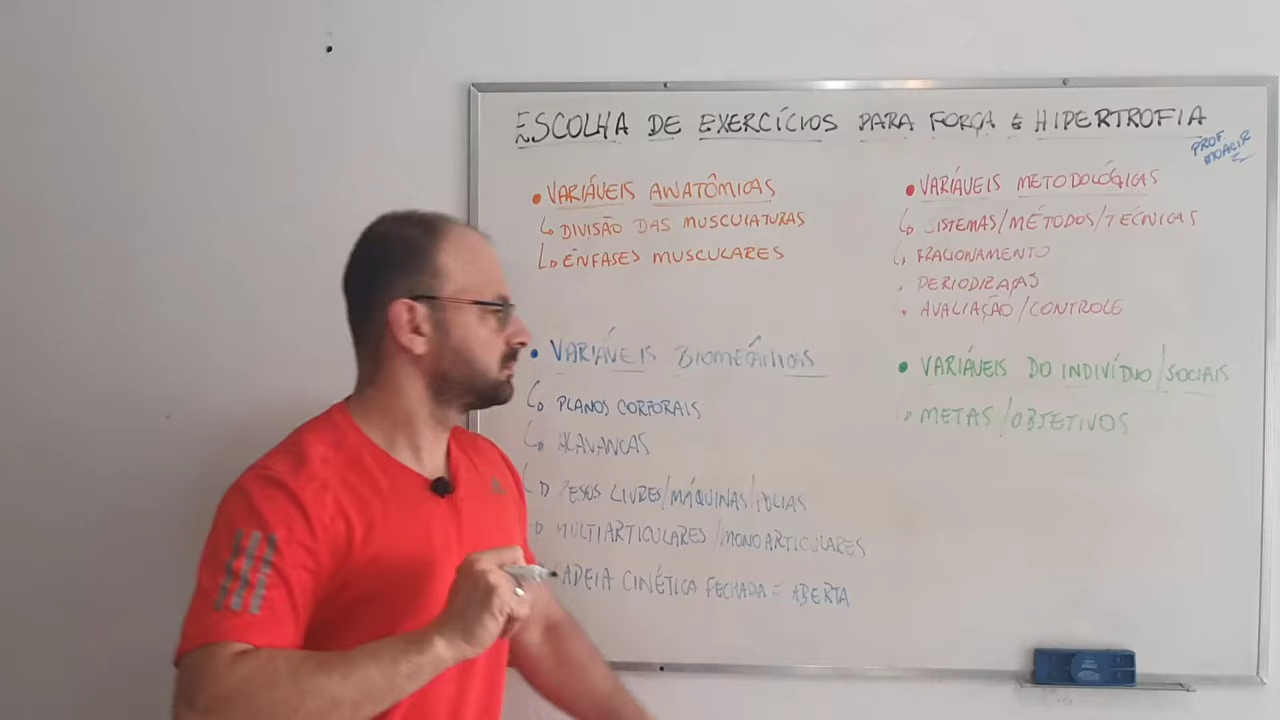 ESCOLHA DE EXERCÍCIOS PARA FORÇA E HIPERTROFIA
PROF. MOACIR
• VARIÁVEIS ANATÔMICAS
DIVISÃO DAS MUSCULATURAS
ÊNFASES MUSCULARES
• VARIÁVEIS BIOMECÂNICAS
PLANOS CORPORAIS
ALAVANCAS
PESOS LIVRES/MÁQUINAS/POLIAS
MULTIARTICULARES/MONOARTICULARES
CADEIA CINÉTICA FECHADA E ABERTA
• VARIÁVEIS METODOLÓGICAS
SISTEMAS/MÉTODOS/TÉCNICAS
FRACIONAMENTO
PERIODIZAÇÃO
AVALIAÇÃO/CONTROLE
• VARIÁVEIS DO INDIVÍDUO/SOCIAIS
METAS/OBJETIVOS